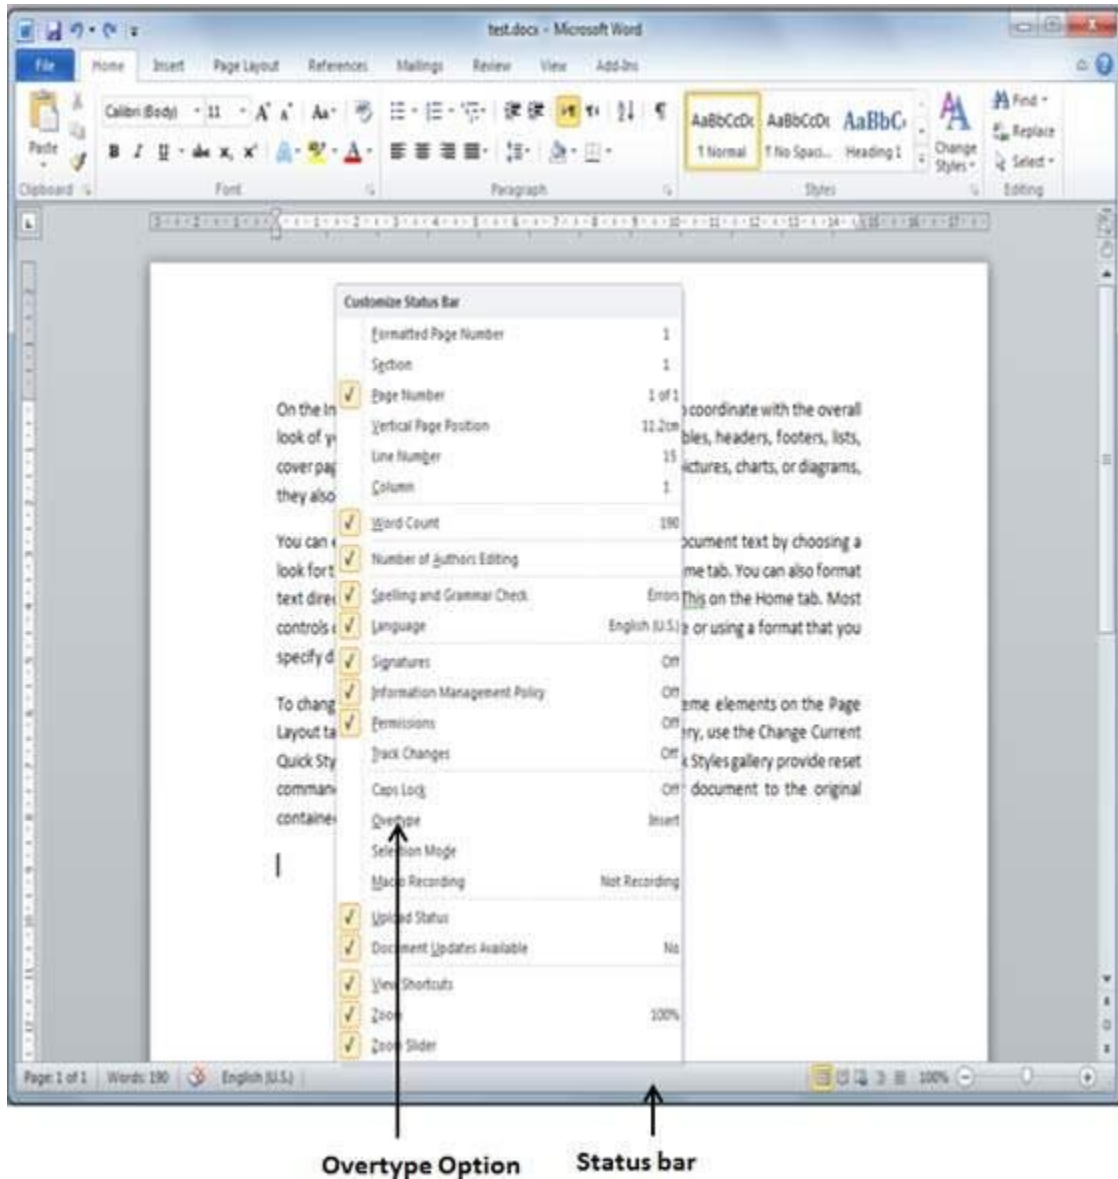 test.docx - Microsoft Word
File Home Insert Page Layout References Mailings Review View Add-Ins
Calibri (Body) 11 A A Aa Find
Paste B I U abc x, x² A AaBbCcDc AaBbCcDc AaBbC Change Styles Replace
¶ Normal ¶ No Spaci... Heading 1 Select
Clipboard Font Paragraph Styles Editing
Customize Status Bar
Formatted Page Number 1
Section 1
Page Number 1 of 1
Vertical Page Position 11.2cm
Line Number 15
Column 1
Word Count 190
Number of Authors Editing
Spelling and Grammar Check Errors
Language English (U.S.)
Signatures Off
Information Management Policy Off
Permissions Off
Track Changes Off
Caps Lock Off
Overtype Insert
Selection Mode
Macro Recording Not Recording
Upload Status
Document Updates Available No
View Shortcuts
Zoom 100%
Zoom Slider
On the In coordinate with the overall
look of y bles, headers, footers, lists,
cover pag ictures, charts, or diagrams,
they also
You can ocument text by choosing a
look for t me tab. You can also format
text dire This on the Home tab. Most
controls e or using a format that you
specify d
To chang eme elements on the Page
Layout ta ry, use the Change Current
Quick Sty k Styles gallery provide reset
comman document to the original
containe
Page: 1 of 1 Words: 190 English (U.S.) 100%
Overtype Option Status bar